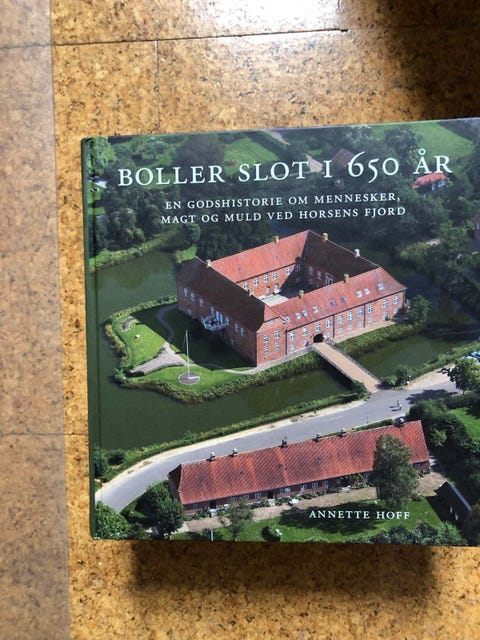 BOLLER SLOT I 650 ÅR
EN GODSHISTORIE OM MENNESKER,
MAGT OG MULD VED HORSENS FJORD
ANNETTE HOFF